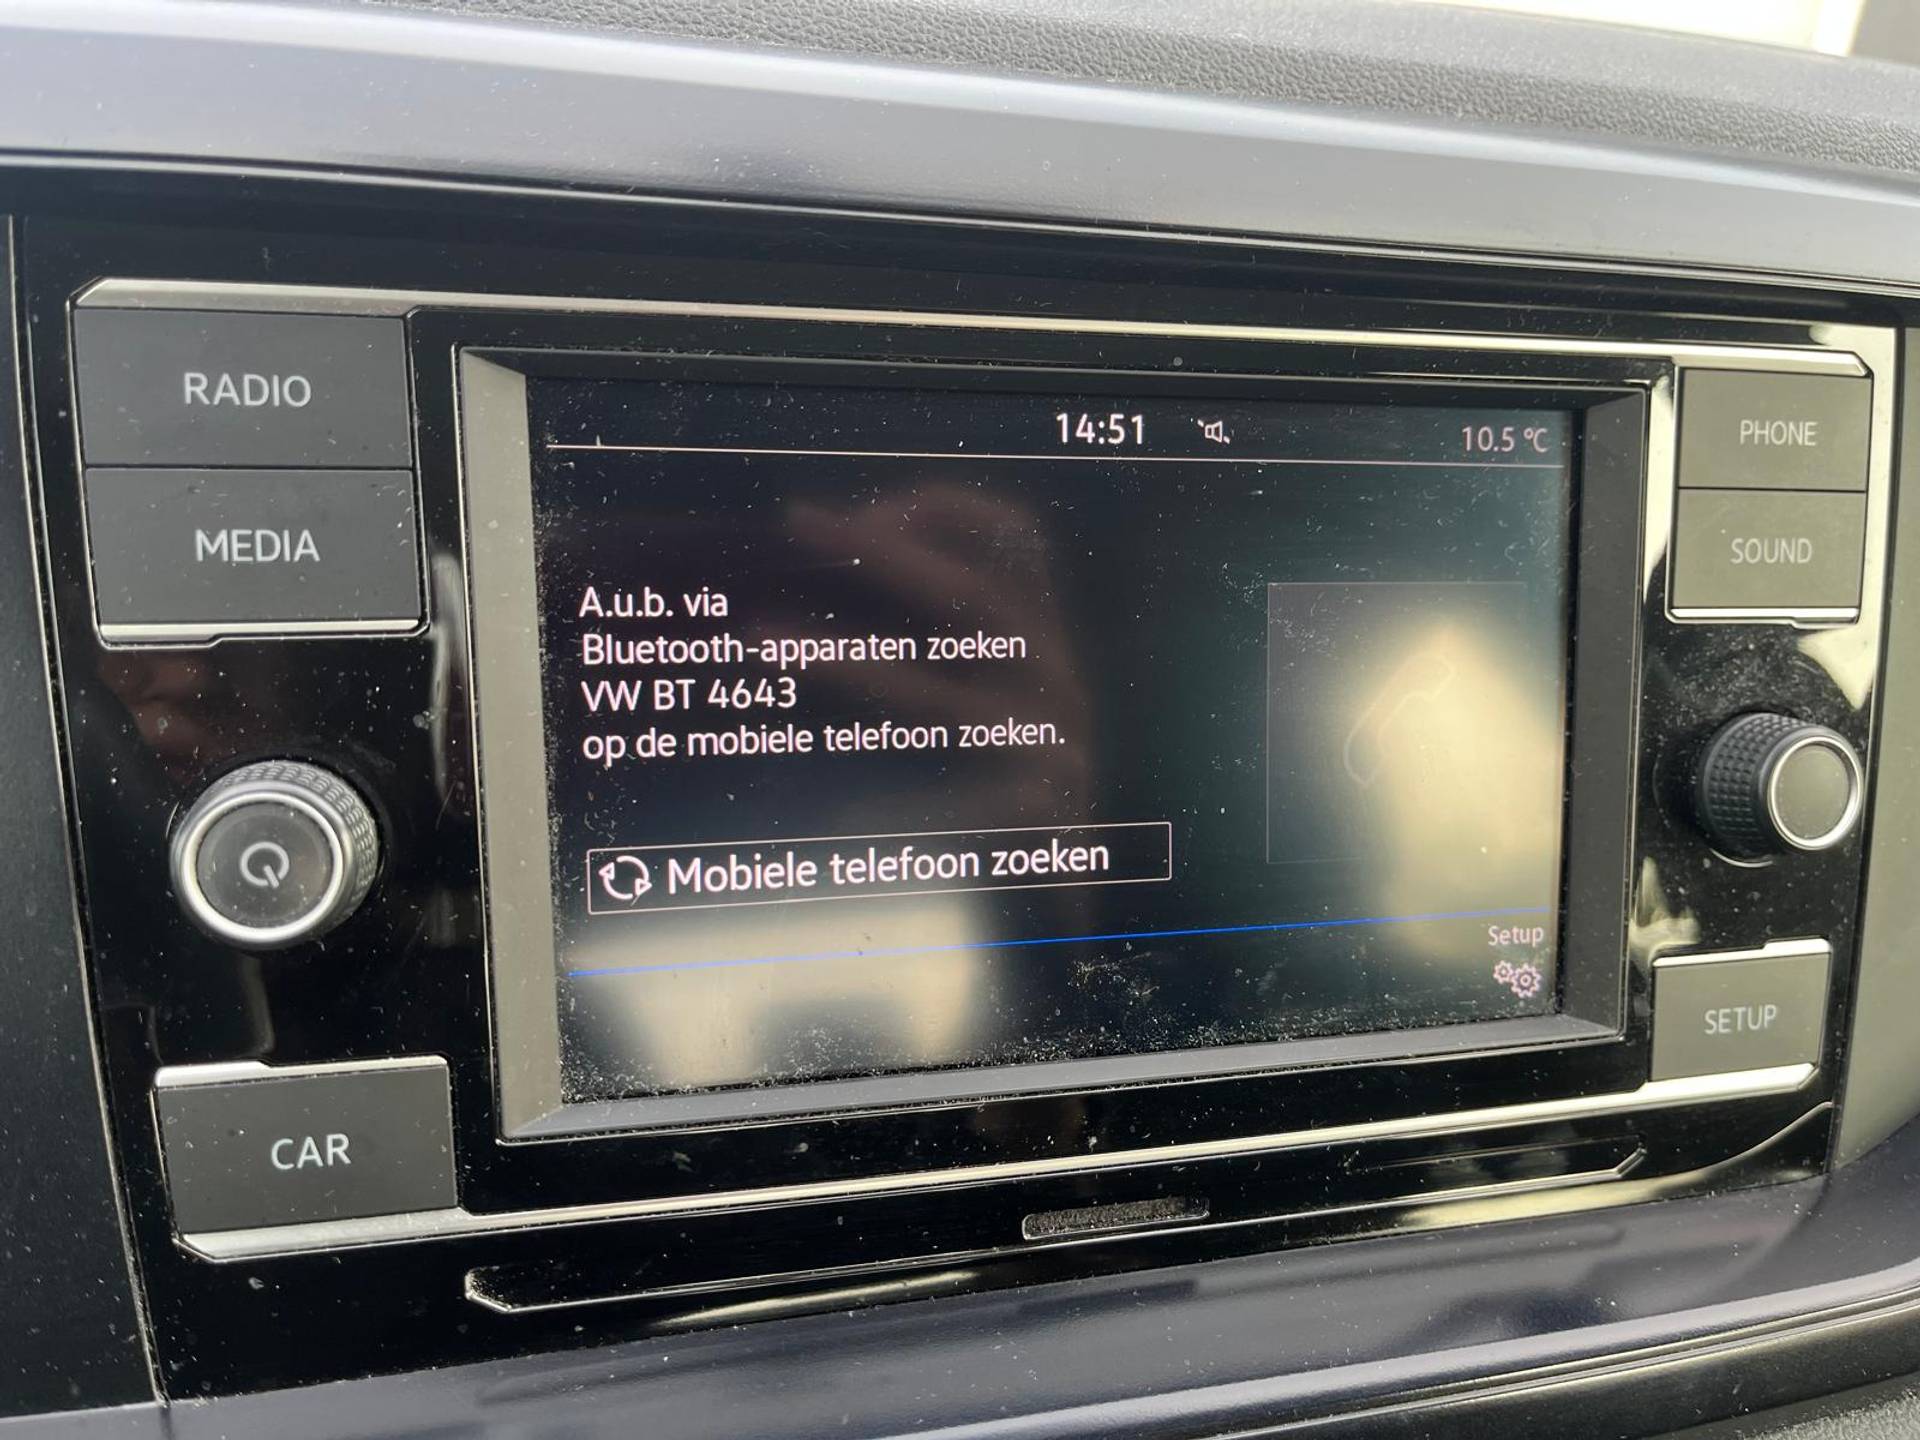 RADIO
MEDIA
CAR
14:51
10.5 °C
A.u.b. via
Bluetooth-apparaten zoeken
VW BT 4643
op de mobiele telefoon zoeken.
Mobiele telefoon zoeken
Setup
PHONE
SOUND
SETUP